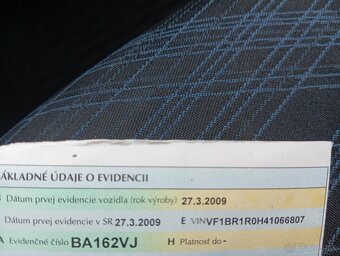 ÁKLADNÉ ÚDAJE O EVIDENCII
Dátum prvej evidencie vozidla (rok výroby) 27.3.2009
Dátum prvej evidencie v SR 27.3.2009 E VIN VF1BR1R0H41066807
A Evidenčné číslo BA162VJ H Platnosť do -